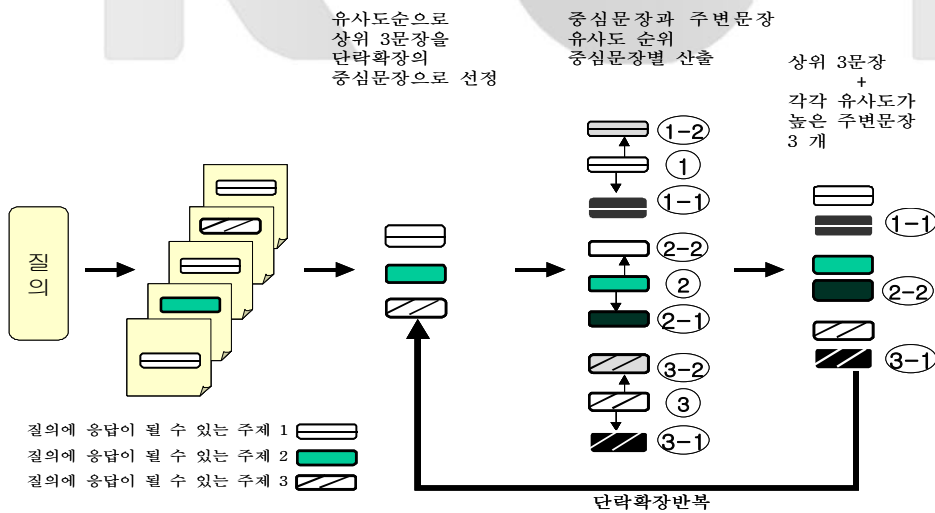 유사도순으로
상위 3문장을
단락확장의
중심문장으로 선정
중심문장과 주변문장
유사도 순위
중심문장별 산출
상위 3문장
+
각각 유사도가
높은 주변문장
3 개
질의
1-2
1
1-1
2-2
2
2-1
3-2
3
3-1
1-1
2-2
3-1
질의에 응답이 될 수 있는 주제 1
질의에 응답이 될 수 있는 주제 2
질의에 응답이 될 수 있는 주제 3
단락확장반복